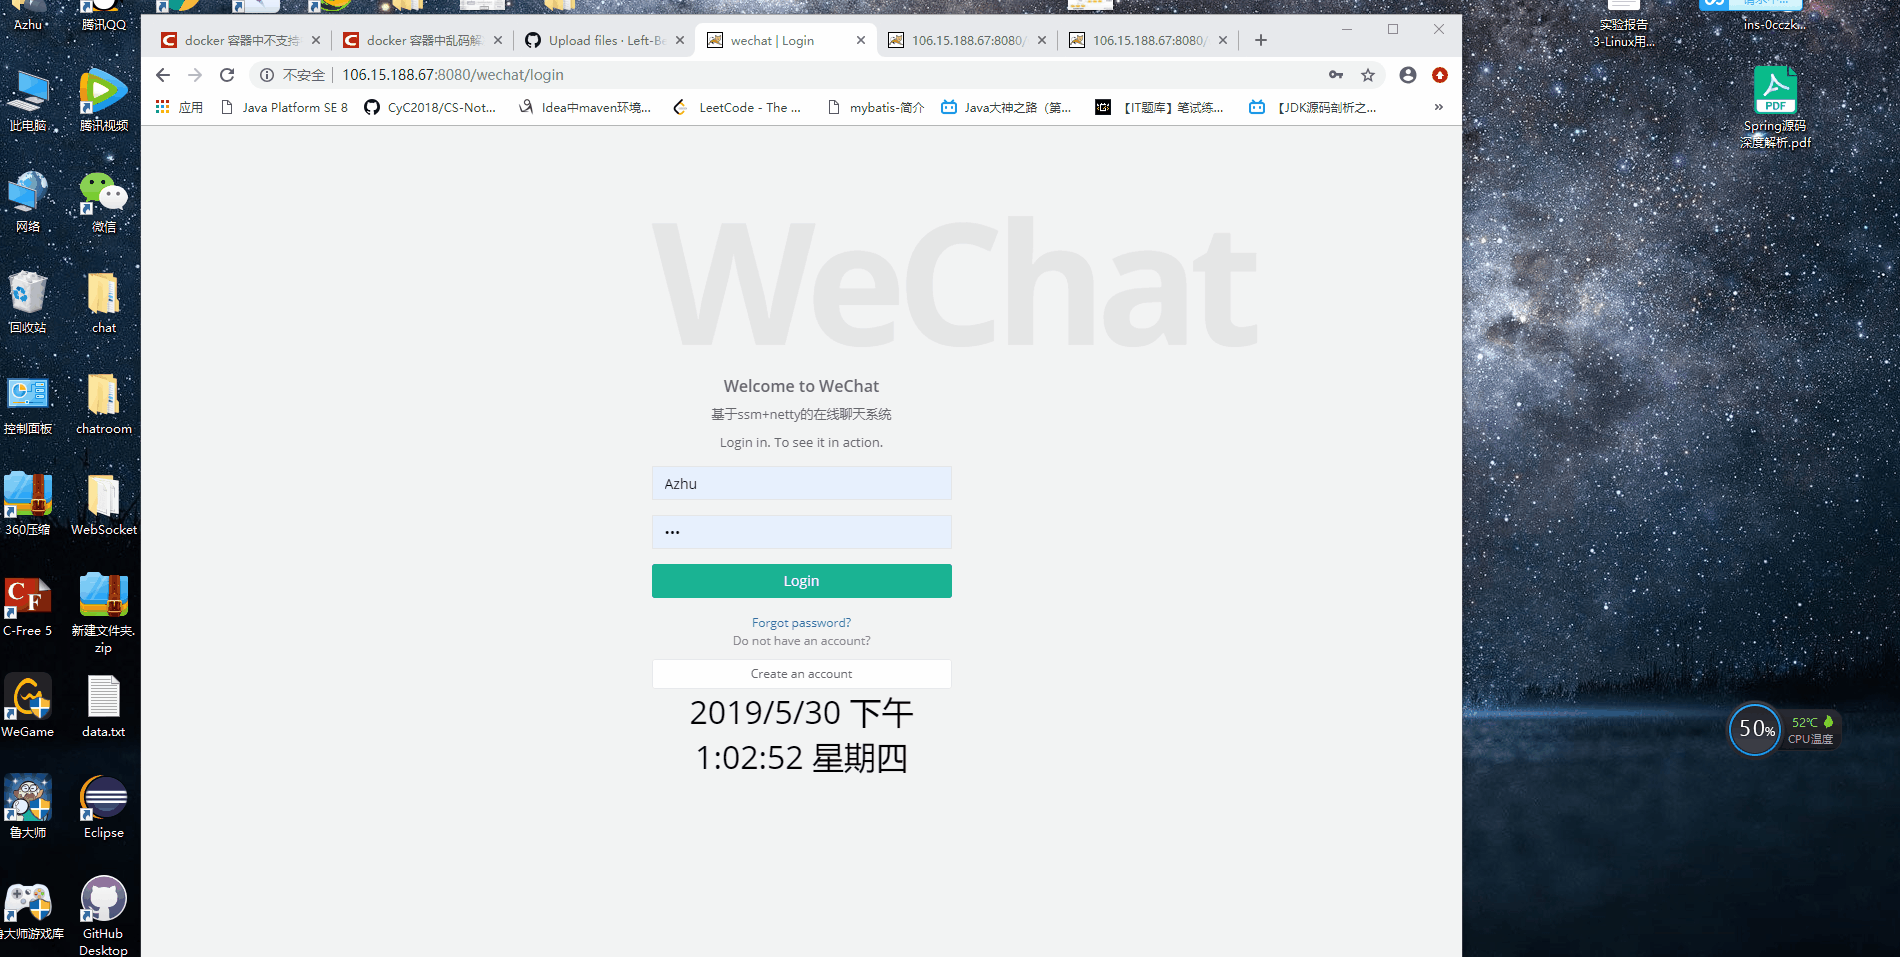 Azhu
腾讯QQ
此电脑
腾讯视频
网络
微信
回收站
chat
控制面板
chatroom
360压缩
WebSocket
C-Free 5
新建文件夹.
zip
WeGame
data.txt
鲁大师
Eclipse
大师游戏库
GitHub
Desktop
docker 容器中不支持
docker 容器中乱码解
Upload files · Left-Be
wechat | Login
106.15.188.67:8080/
106.15.188.67:8080/
不安全
106.15.188.67:8080/wechat/login
应用
Java Platform SE 8
CyC2018/CS-Not...
Idea中maven环境...
LeetCode - The ...
mybatis-简介
Java大神之路（第...
【IT题库】笔试练...
【JDK源码剖析之...
»
WeChat
Welcome to WeChat
基于ssm+netty的在线聊天系统
Login in. To see it in action.
Azhu
•••
Login
Forgot password?
Do not have an account?
Create an account
2019/5/30 下午
1:02:52 星期四
实验报告
3-Linux用...
ins-0cczk...
PDF
Spring源码
深度解析.pdf
50%
52℃
CPU温度